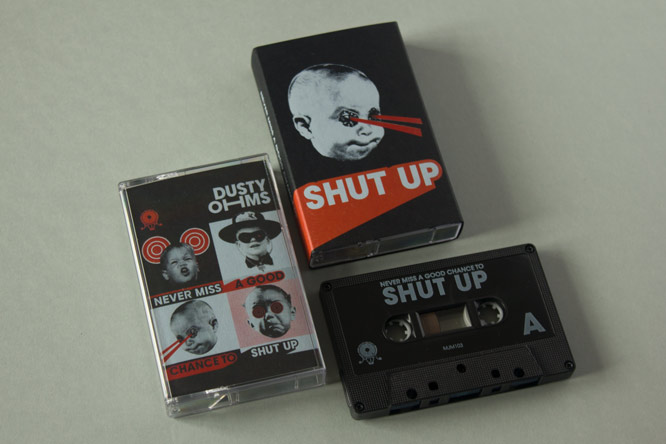 SHUT UP
DUSTY
OHMS
NEVER MISS
A GOOD
CHANCE TO
SHUT UP
NEVER MISS A GOOD CHANCE TO
SHUT UP
A